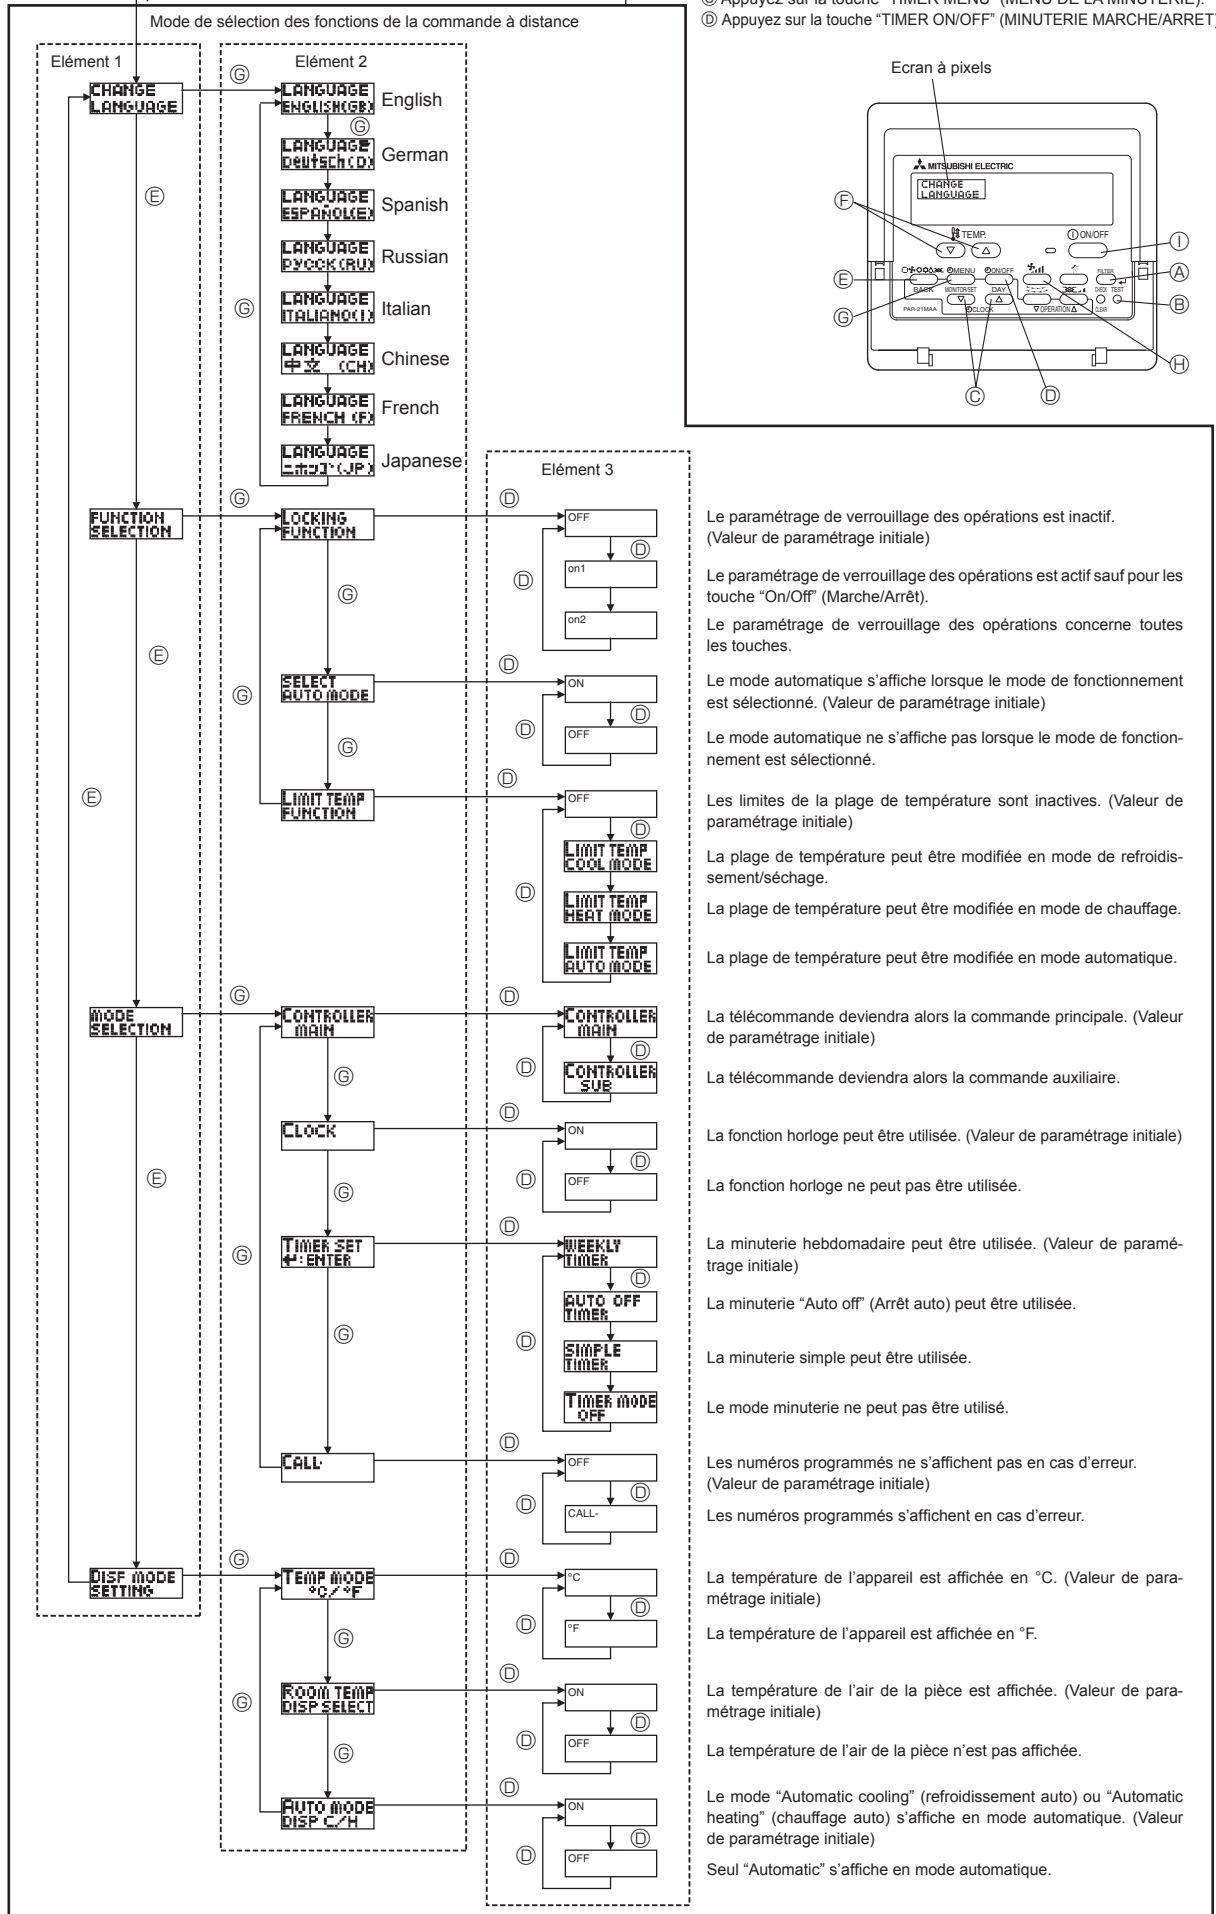 Ⓖ Appuyez sur la touche “TIMER MENU” (MENU DE LA MINUTERIE).
Ⓓ Appuyez sur la touche “TIMER ON/OFF” (MINUTERIE MARCHE/ARRET)
Mode de sélection des fonctions de la commande à distance
Elément 1
Elément 2
Ecran à pixels
CHANGE
LANGUAGE
Ⓖ
LANGUAGE
ENGLISH(GB)
English
Ⓖ
LANGUAGE
Deutsch(D)
German
LANGUAGE
ESPAÑOL(E)
Spanish
LANGUAGE
Русск(RU)
Russian
LANGUAGE
ITALIANO(I)
Italian
LANGUAGE
中文 (CH)
Chinese
LANGUAGE
FRENCH (F)
French
LANGUAGE
ニホンゴ(JP)
Japanese
Ⓖ
Ⓔ
MITSUBISHI ELECTRIC
CHANGE
LANGUAGE
TEMP.
ON/OFF
MENU
ON/OFF
FILTER
BACK
MONITOR/SET
DAY
CHECK
TEST
PAR-21MAA
CLOCK
OPERATION
CLEAR
Ⓕ
Ⓔ
Ⓖ
Ⓒ
Ⓓ
Ⓘ
Ⓐ
Ⓑ
Ⓗ
Elément 3
FUNCTION
SELECTION
Ⓖ
LOCKING
FUNCTION
Ⓓ
OFF
Le paramétrage de verrouillage des opérations est inactif.
(Valeur de paramétrage initiale)
Ⓓ
Ⓓ
on1
Le paramétrage de verrouillage des opérations est actif sauf pour les
touche “On/Off” (Marche/Arrêt).
Ⓖ
on2
Le paramétrage de verrouillage des opérations concerne toutes
les touches.
Ⓔ
Ⓖ
SELECT
AUTO MODE
Ⓓ
ON
Le mode automatique s’affiche lorsque le mode de fonctionnement
est sélectionné. (Valeur de paramétrage initiale)
Ⓓ
Ⓓ
Ⓖ
OFF
Le mode automatique ne s’affiche pas lorsque le mode de fonction-
nement est sélectionné.
Ⓔ
LIMIT TEMP
FUNCTION
Ⓓ
OFF
Les limites de la plage de température sont inactives. (Valeur de
paramétrage initiale)
Ⓓ
LIMIT TEMP
COOL MODE
La plage de température peut être modifiée en mode de refroidis-
sement/séchage.
Ⓓ
LIMIT TEMP
HEAT MODE
La plage de température peut être modifiée en mode de chauffage.
LIMIT TEMP
AUTO MODE
La plage de température peut être modifiée en mode automatique.
MODE
SELECTION
Ⓖ
CONTROLLER
MAIN
Ⓓ
CONTROLLER
MAIN
La télécommande deviendra alors la commande principale. (Valeur
de paramétrage initiale)
Ⓓ
Ⓓ
Ⓖ
CONTROLLER
SUB
La télécommande deviendra alors la commande auxiliaire.
CLOCK
Ⓓ
ON
La fonction horloge peut être utilisée. (Valeur de paramétrage initiale)
Ⓓ
Ⓔ
Ⓓ
Ⓖ
OFF
La fonction horloge ne peut pas être utilisée.
Ⓖ
TIMER SET
↵:ENTER
Ⓓ
WEEKLY
TIMER
La minuterie hebdomadaire peut être utilisée. (Valeur de paramé-
trage initiale)
Ⓓ
AUTO OFF
TIMER
La minuterie “Auto off” (Arrêt auto) peut être utilisée.
Ⓖ
Ⓓ
SIMPLE
TIMER
La minuterie simple peut être utilisée.
TIMER MODE
OFF
Le mode minuterie ne peut pas être utilisé.
CALL-
Ⓓ
OFF
Les numéros programmés ne s’affichent pas en cas d’erreur.
(Valeur de paramétrage initiale)
Ⓓ
Ⓓ
CALL-
Les numéros programmés s’affichent en cas d’erreur.
DISP MODE
SETTING
Ⓖ
TEMP MODE
°C/°F
Ⓓ
°C
La température de l’appareil est affichée en °C. (Valeur de para-
métrage initiale)
Ⓓ
Ⓓ
Ⓖ
°F
La température de l’appareil est affichée en °F.
Ⓖ
ROOM TEMP
DISP SELECT
Ⓓ
ON
La température de l’air de la pièce est affichée. (Valeur de para-
métrage initiale)
Ⓓ
Ⓓ
Ⓖ
OFF
La température de l’air de la pièce n’est pas affichée.
AUTO MODE
DISP C/H
Ⓓ
ON
Le mode “Automatic cooling” (refroidissement auto) ou “Automatic
heating” (chauffage auto) s’affiche en mode automatique. (Valeur
de paramétrage initiale)
Ⓓ
Ⓓ
OFF
Seul “Automatic” s’affiche en mode automatique.